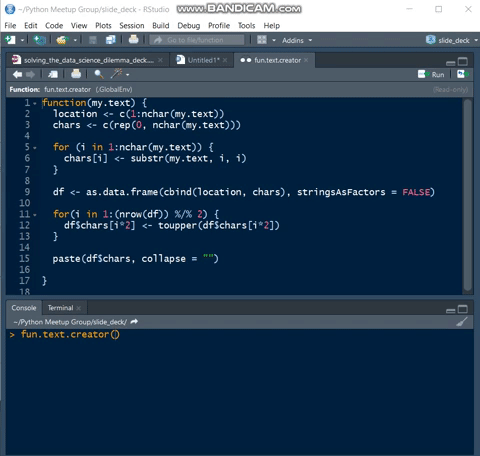 ~/Python Meetup Group/slide_deck - RStudio
WWW.BANDICAM.COM
File Edit Code View Plots Session Build Debug Profile Tools Help
Go to file/function Addins slide_deck
solving_the_data_science_dilemma_deck.... Untitled1* fun.text.creator
Run
Function: fun.text.creator (.GlobalEnv) (Read-only)
1 function(my.text) {
2 location <- c(1:nchar(my.text))
3 chars <- c(rep(0, nchar(my.text)))
4
5 for (i in 1:nchar(my.text)) {
6 chars[i] <- substr(my.text, i, i)
7 }
8
9 df <- as.data.frame(cbind(location, chars), stringsAsFactors = FALSE)
10
11 for(i in 1:(nrow(df)) %/% 2) {
12 df$chars[i*2] <- toupper(df$chars[i*2])
13 }
14
15 paste(df$chars, collapse = "")
16
17 }
18
Console Terminal
~/Python Meetup Group/slide_deck/
> fun.text.creator()